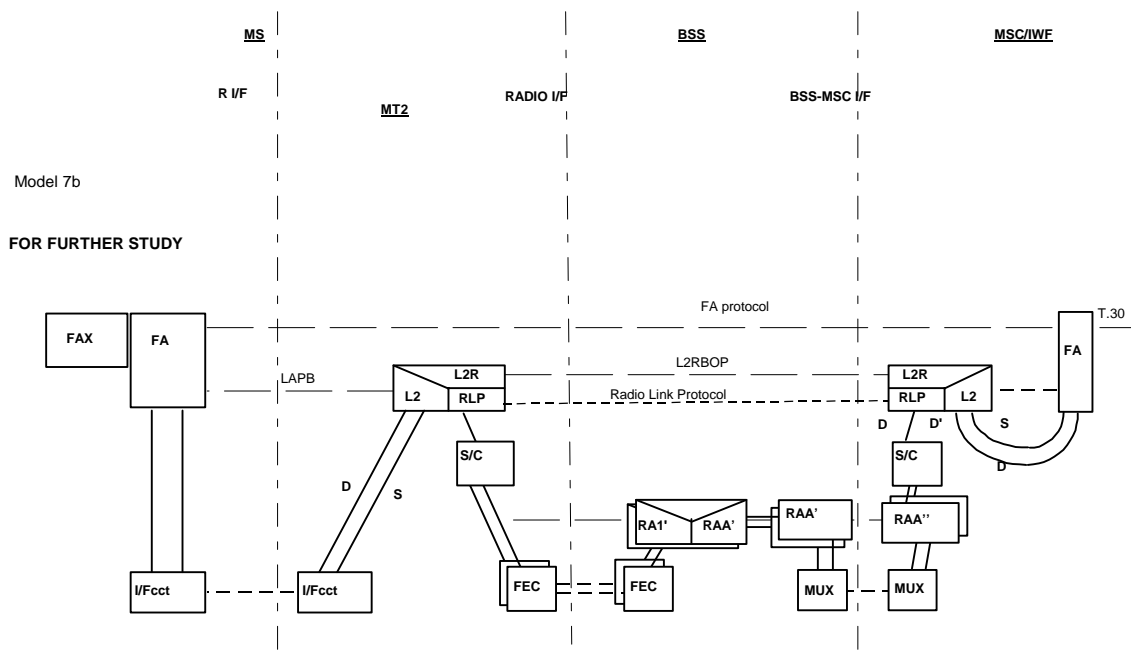 MS
BSS
MSC/IWF
R I/F
RADIO I/F
BSS-MSC I/F
MT2
Model 7b
FOR FURTHER STUDY
FA protocol
T.30
FAX
FA
FA
L2RBOP
LAPB
L2R
L2R
L2
RLP
Radio Link Protocol
RLP
L2
D
D'
S
S/C
S/C
D
D
S
RA1'
RAA'
RAA'
RAA''
I/Fcct
I/Fcct
FEC
FEC
MUX
MUX